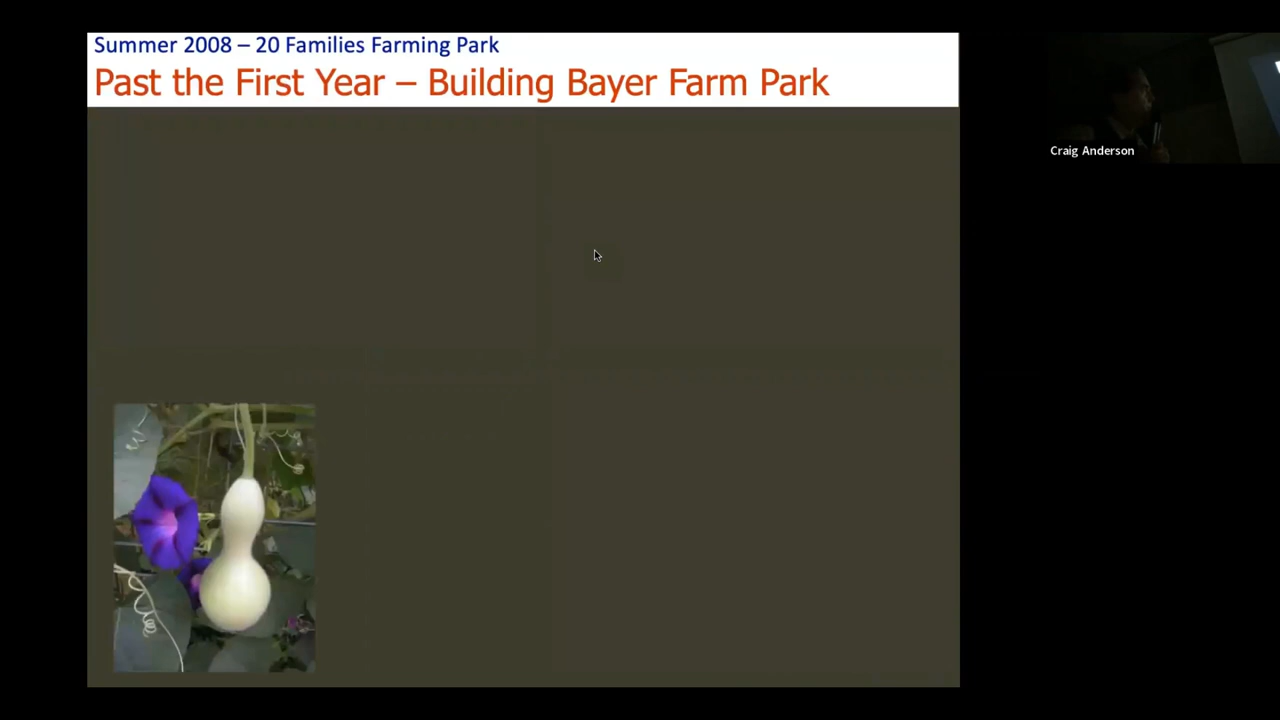 Summer 2008 – 20 Families Farming Park
Past the First Year – Building Bayer Farm Park
Craig Anderson